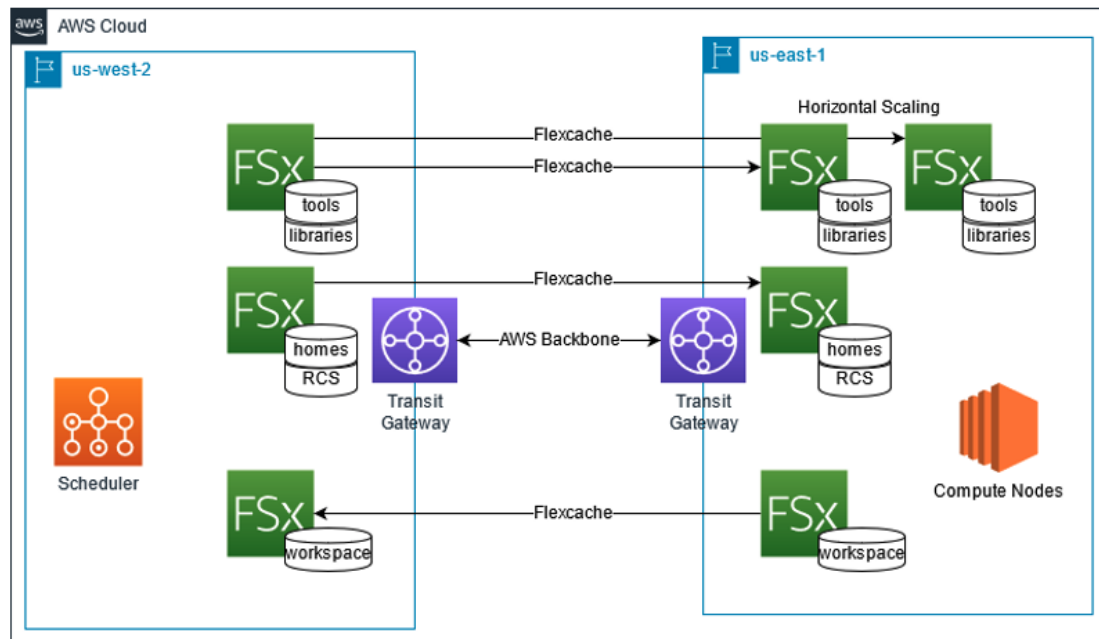 aws AWS Cloud
us-west-2
us-east-1
Horizontal Scaling
FSx
tools
libraries
Flexcache
Flexcache
FSx
tools
libraries
FSx
tools
libraries
FSx
homes
RCS
Flexcache
FSx
homes
RCS
AWS Backbone
Transit
Gateway
Transit
Gateway
Scheduler
Compute Nodes
FSx
workspace
Flexcache
FSx
workspace